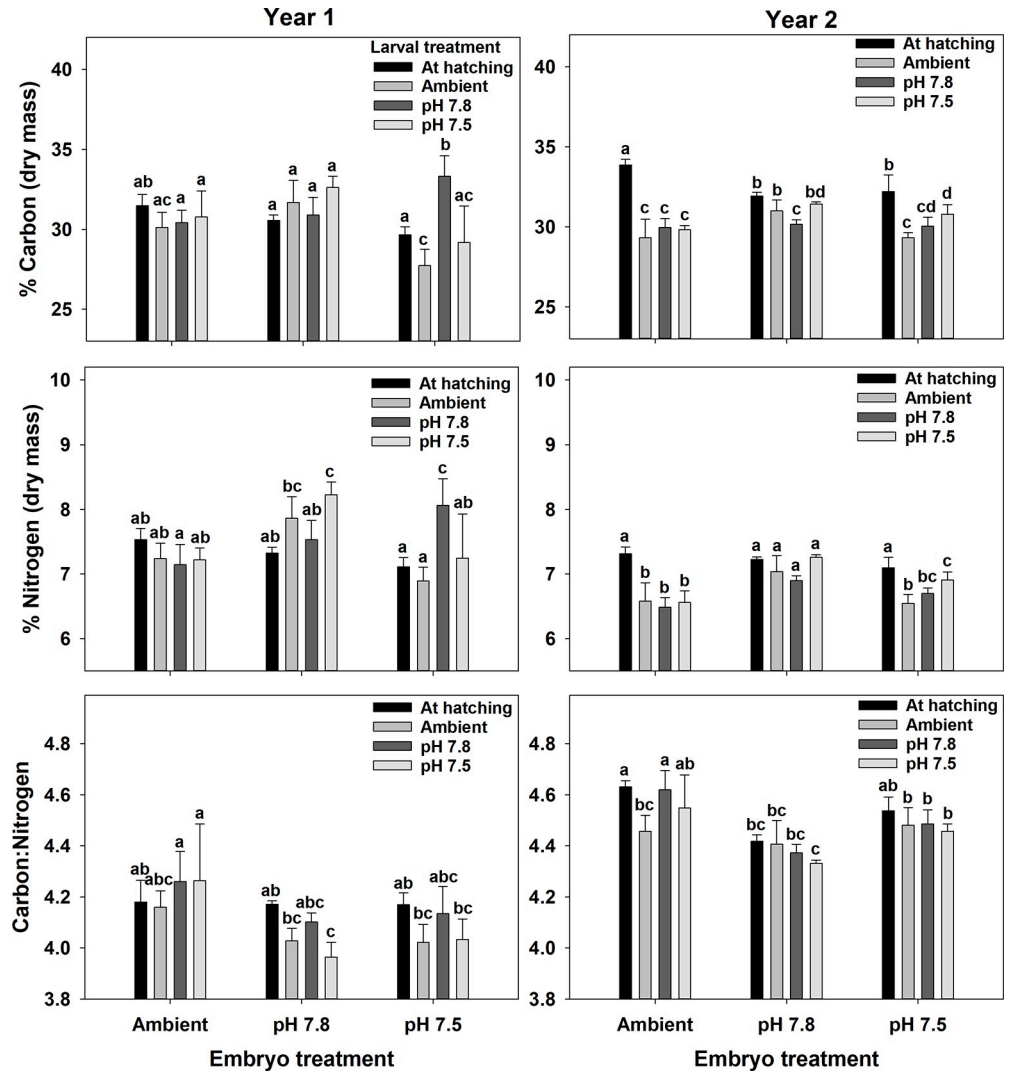 Year 1
Year 2
% Carbon (dry mass)
40
35
30
25
Larval treatment
At hatching
Ambient
pH 7.8
pH 7.5
ab ac a a
a a a a
a c b ac
40
35
30
25
At hatching
Ambient
pH 7.8
pH 7.5
a c c c
b b c bd
b c cd d
% Nitrogen (dry mass)
10
9
8
7
6
At hatching
Ambient
pH 7.8
pH 7.5
ab ab a ab
ab bc ab c
a a c ab
10
9
8
7
6
At hatching
Ambient
pH 7.8
pH 7.5
a b b b
a a a a
a b bc c
Carbon:Nitrogen
4.8
4.6
4.4
4.2
4.0
3.8
At hatching
Ambient
pH 7.8
pH 7.5
ab abc a a
ab bc abc c
ab bc abc bc
Ambient pH 7.8 pH 7.5
Embryo treatment
4.8
4.6
4.4
4.2
4.0
3.8
At hatching
Ambient
pH 7.8
pH 7.5
a bc a ab
bc bc bc c
ab b b b
Ambient pH 7.8 pH 7.5
Embryo treatment